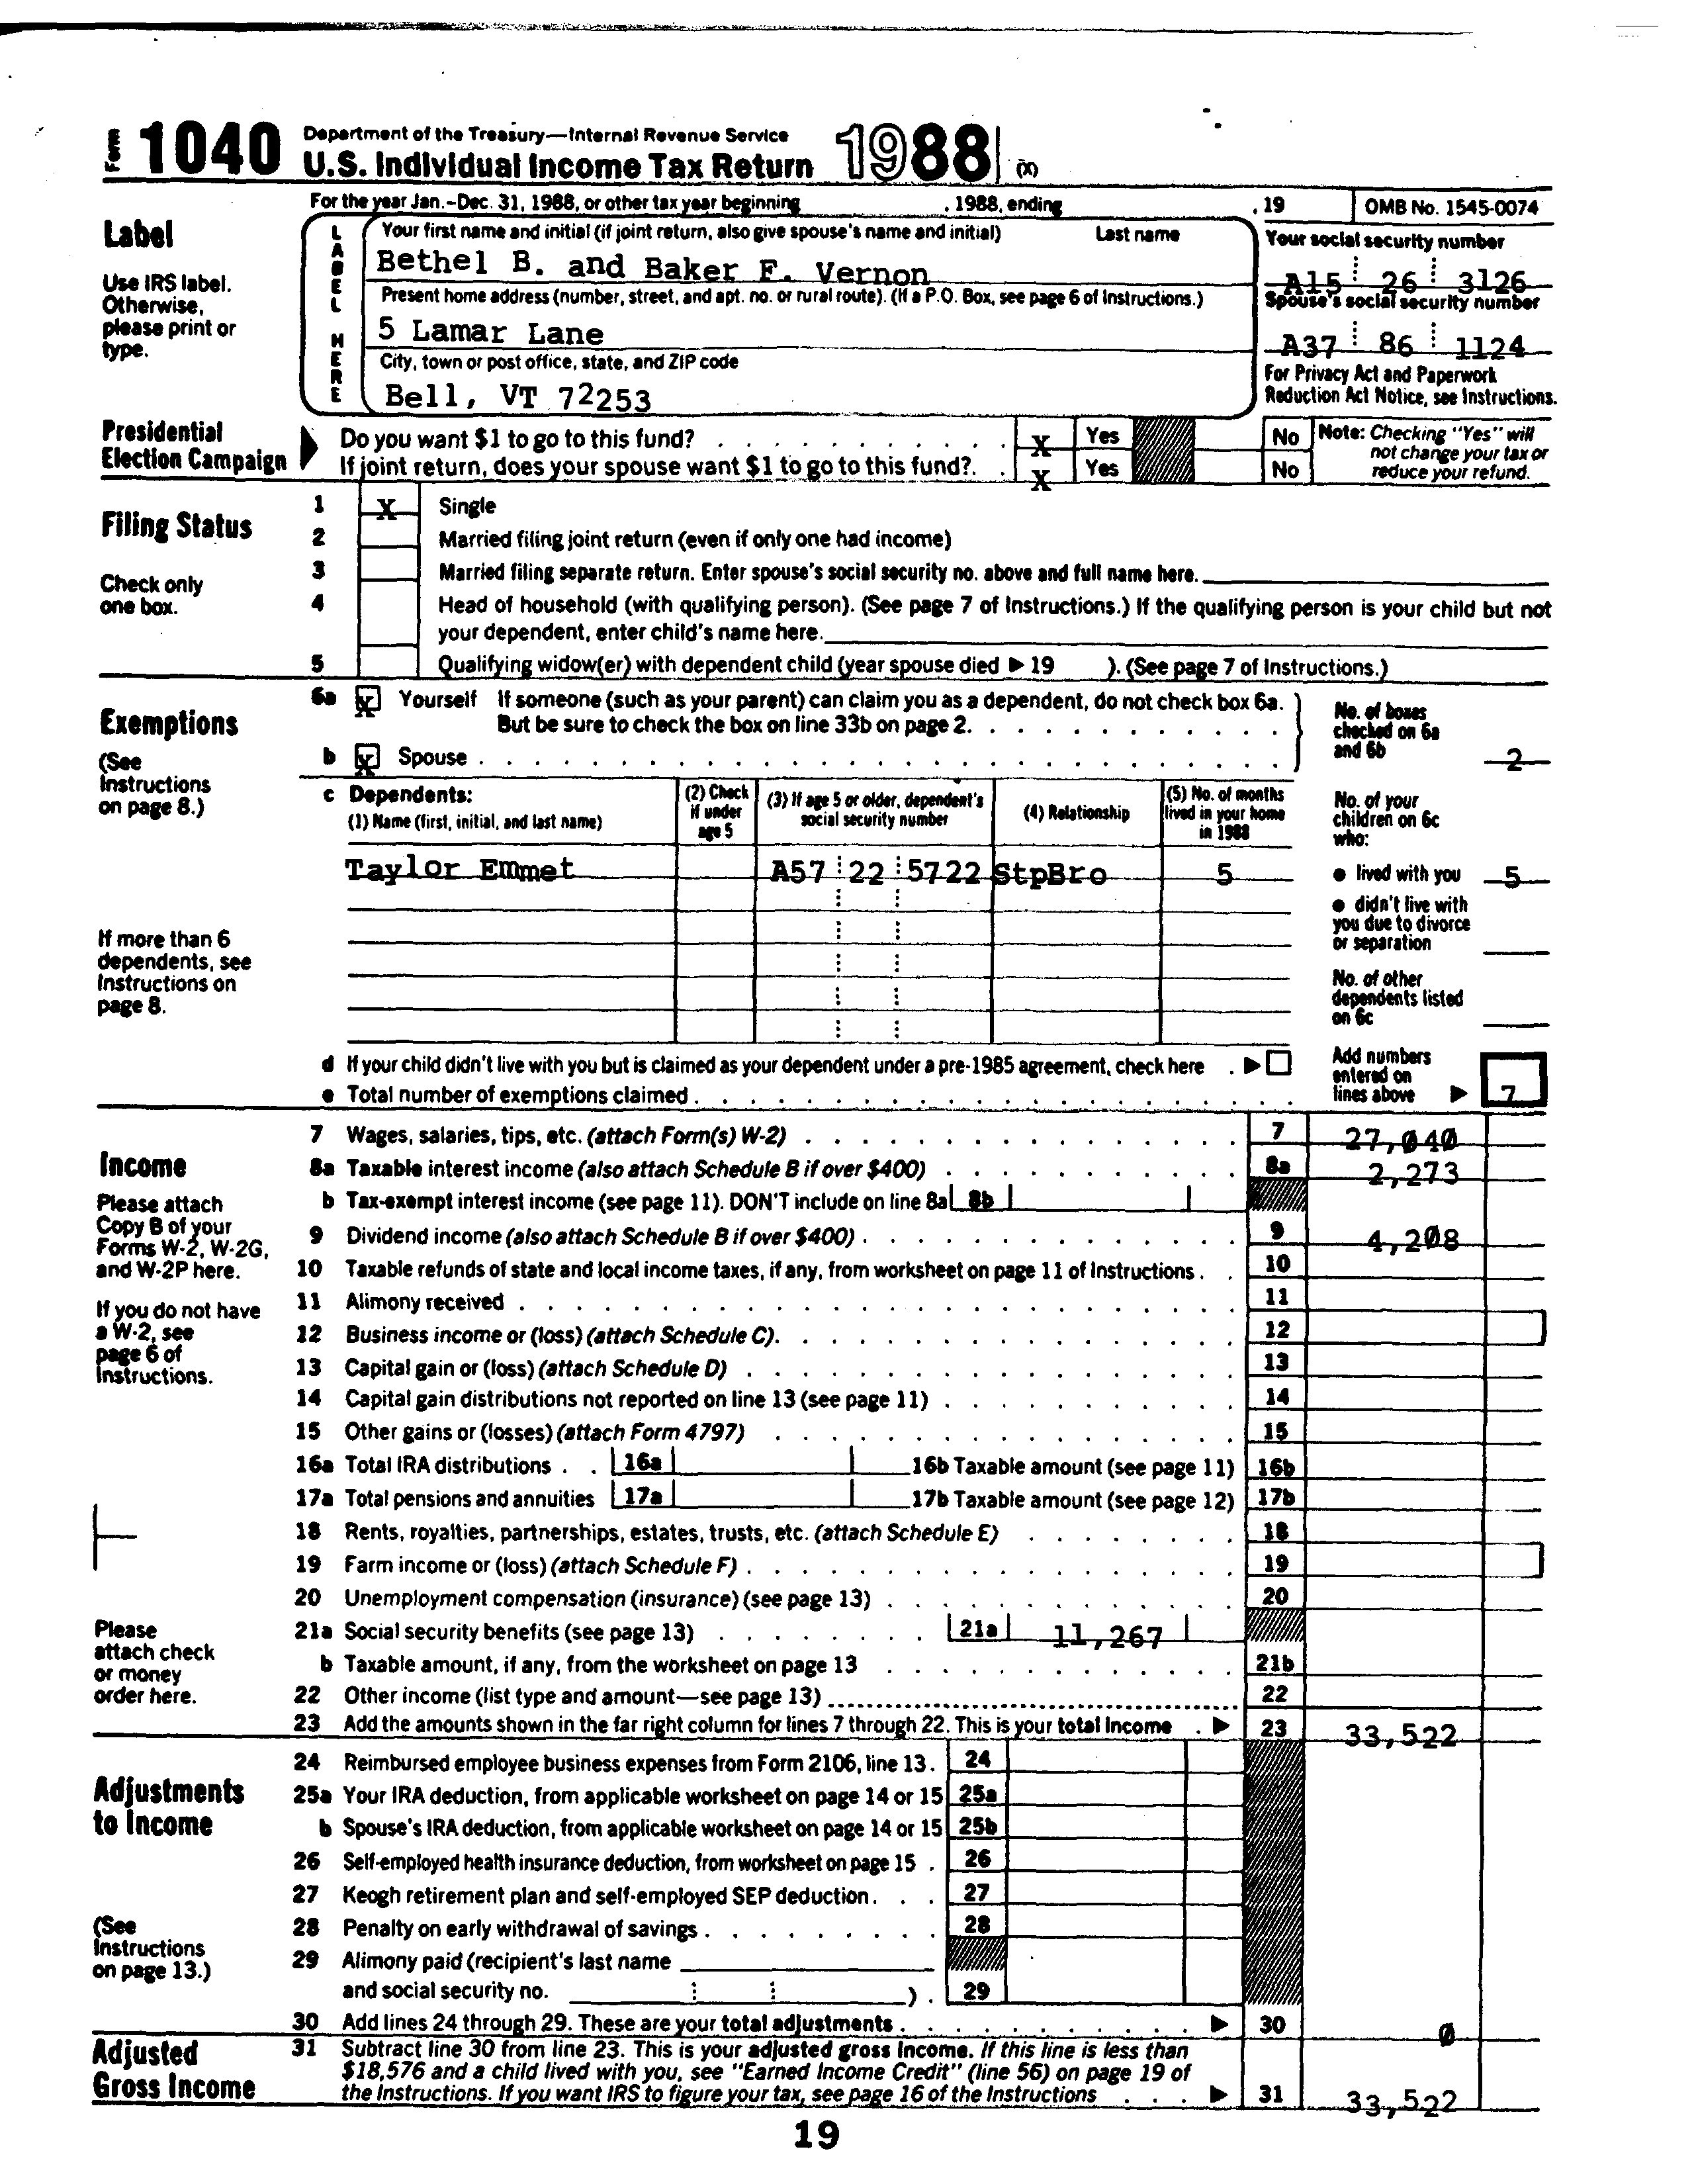 Form 1040 Department of the Treasury—Internal Revenue Service
U.S. Individual Income Tax Return 1988 (X)
For the year Jan.–Dec. 31, 1988, or other tax year beginning , 1988, ending , 19 OMB No. 1545-0074
Label
Use IRS label. Otherwise, please print or type.
LABEL HERE
Your first name and initial (if joint return, also give spouse's name and initial) Last name
Bethel B. and Baker F. Vernon
Your social security number
A15 26 3126
Present home address (number, street, and apt. no. or rural route). (If a P.O. Box, see page 6 of Instructions.)
5 Lamar Lane
Spouse's social security number
A37 86 1124
City, town or post office, state, and ZIP code
Bell, VT 72253
For Privacy Act and Paperwork Reduction Act Notice, see Instructions.
Presidential Election Campaign
Do you want $1 to go to this fund? X Yes No
If joint return, does your spouse want $1 to go to this fund? X Yes No
Note: Checking "Yes" will not change your tax or reduce your refund.
Filing Status
Check only one box.
1 X Single
2 Married filing joint return (even if only one had income)
3 Married filing separate return. Enter spouse's social security no. above and full name here.
4 Head of household (with qualifying person). (See page 7 of Instructions.) If the qualifying person is your child but not
your dependent, enter child's name here.
5 Qualifying widow(er) with dependent child (year spouse died ▶ 19 ). (See page 7 of Instructions.)
Exemptions
(See Instructions on page 8.)
6a X Yourself If someone (such as your parent) can claim you as a dependent, do not check box 6a.
But be sure to check the box on line 33b on page 2.
b X Spouse
No. of boxes checked on 6a and 6b 2
c Dependents:
(1) Name (first, initial, and last name)
(2) Check if under age 5
(3) If age 5 or older, dependent's social security number
(4) Relationship
(5) No. of months lived in your home in 1988
Taylor Emmet A57 22 5722 StpBro 5
No. of your children on 6c who:
● lived with you 5
● didn't live with you due to divorce or separation
No. of other dependents listed on 6c
If more than 6 dependents, see Instructions on page 8.
d If your child didn't live with you but is claimed as your dependent under a pre-1985 agreement, check here ▶
e Total number of exemptions claimed
Add numbers entered on lines above ▶ 7
Income
Please attach Copy B of your Forms W-2, W-2G, and W-2P here.
If you do not have a W-2, see page 6 of Instructions.
Please attach check or money order here.
7 Wages, salaries, tips, etc. (attach Form(s) W-2) 7 27,040
8a Taxable interest income (also attach Schedule B if over $400) 8a 2,273
b Tax-exempt interest income (see page 11). DON'T include on line 8a 8b
9 Dividend income (also attach Schedule B if over $400) 9 4,208
10 Taxable refunds of state and local income taxes, if any, from worksheet on page 11 of Instructions 10
11 Alimony received 11
12 Business income or (loss) (attach Schedule C) 12
13 Capital gain or (loss) (attach Schedule D) 13
14 Capital gain distributions not reported on line 13 (see page 11) 14
15 Other gains or (losses) (attach Form 4797) 15
16a Total IRA distributions 16a 16b Taxable amount (see page 11) 16b
17a Total pensions and annuities 17a 17b Taxable amount (see page 12) 17b
18 Rents, royalties, partnerships, estates, trusts, etc. (attach Schedule E) 18
19 Farm income or (loss) (attach Schedule F) 19
20 Unemployment compensation (insurance) (see page 13) 20
21a Social security benefits (see page 13) 21a 11,267
b Taxable amount, if any, from the worksheet on page 13 21b
22 Other income (list type and amount—see page 13) 22
23 Add the amounts shown in the far right column for lines 7 through 22. This is your total income ▶ 23 33,522
Adjustments to Income
(See Instructions on page 13.)
24 Reimbursed employee business expenses from Form 2106, line 13. 24
25a Your IRA deduction, from applicable worksheet on page 14 or 15 25a
b Spouse's IRA deduction, from applicable worksheet on page 14 or 15 25b
26 Self-employed health insurance deduction, from worksheet on page 15 26
27 Keogh retirement plan and self-employed SEP deduction 27
28 Penalty on early withdrawal of savings 28
29 Alimony paid (recipient's last name
and social security no. ) 29
30 Add lines 24 through 29. These are your total adjustments ▶ 30 0
Adjusted Gross Income
31 Subtract line 30 from line 23. This is your adjusted gross income. If this line is less than
$18,576 and a child lived with you, see "Earned Income Credit" (line 56) on page 19 of
the Instructions. If you want IRS to figure your tax, see page 16 of the Instructions ▶ 31 33,522
19